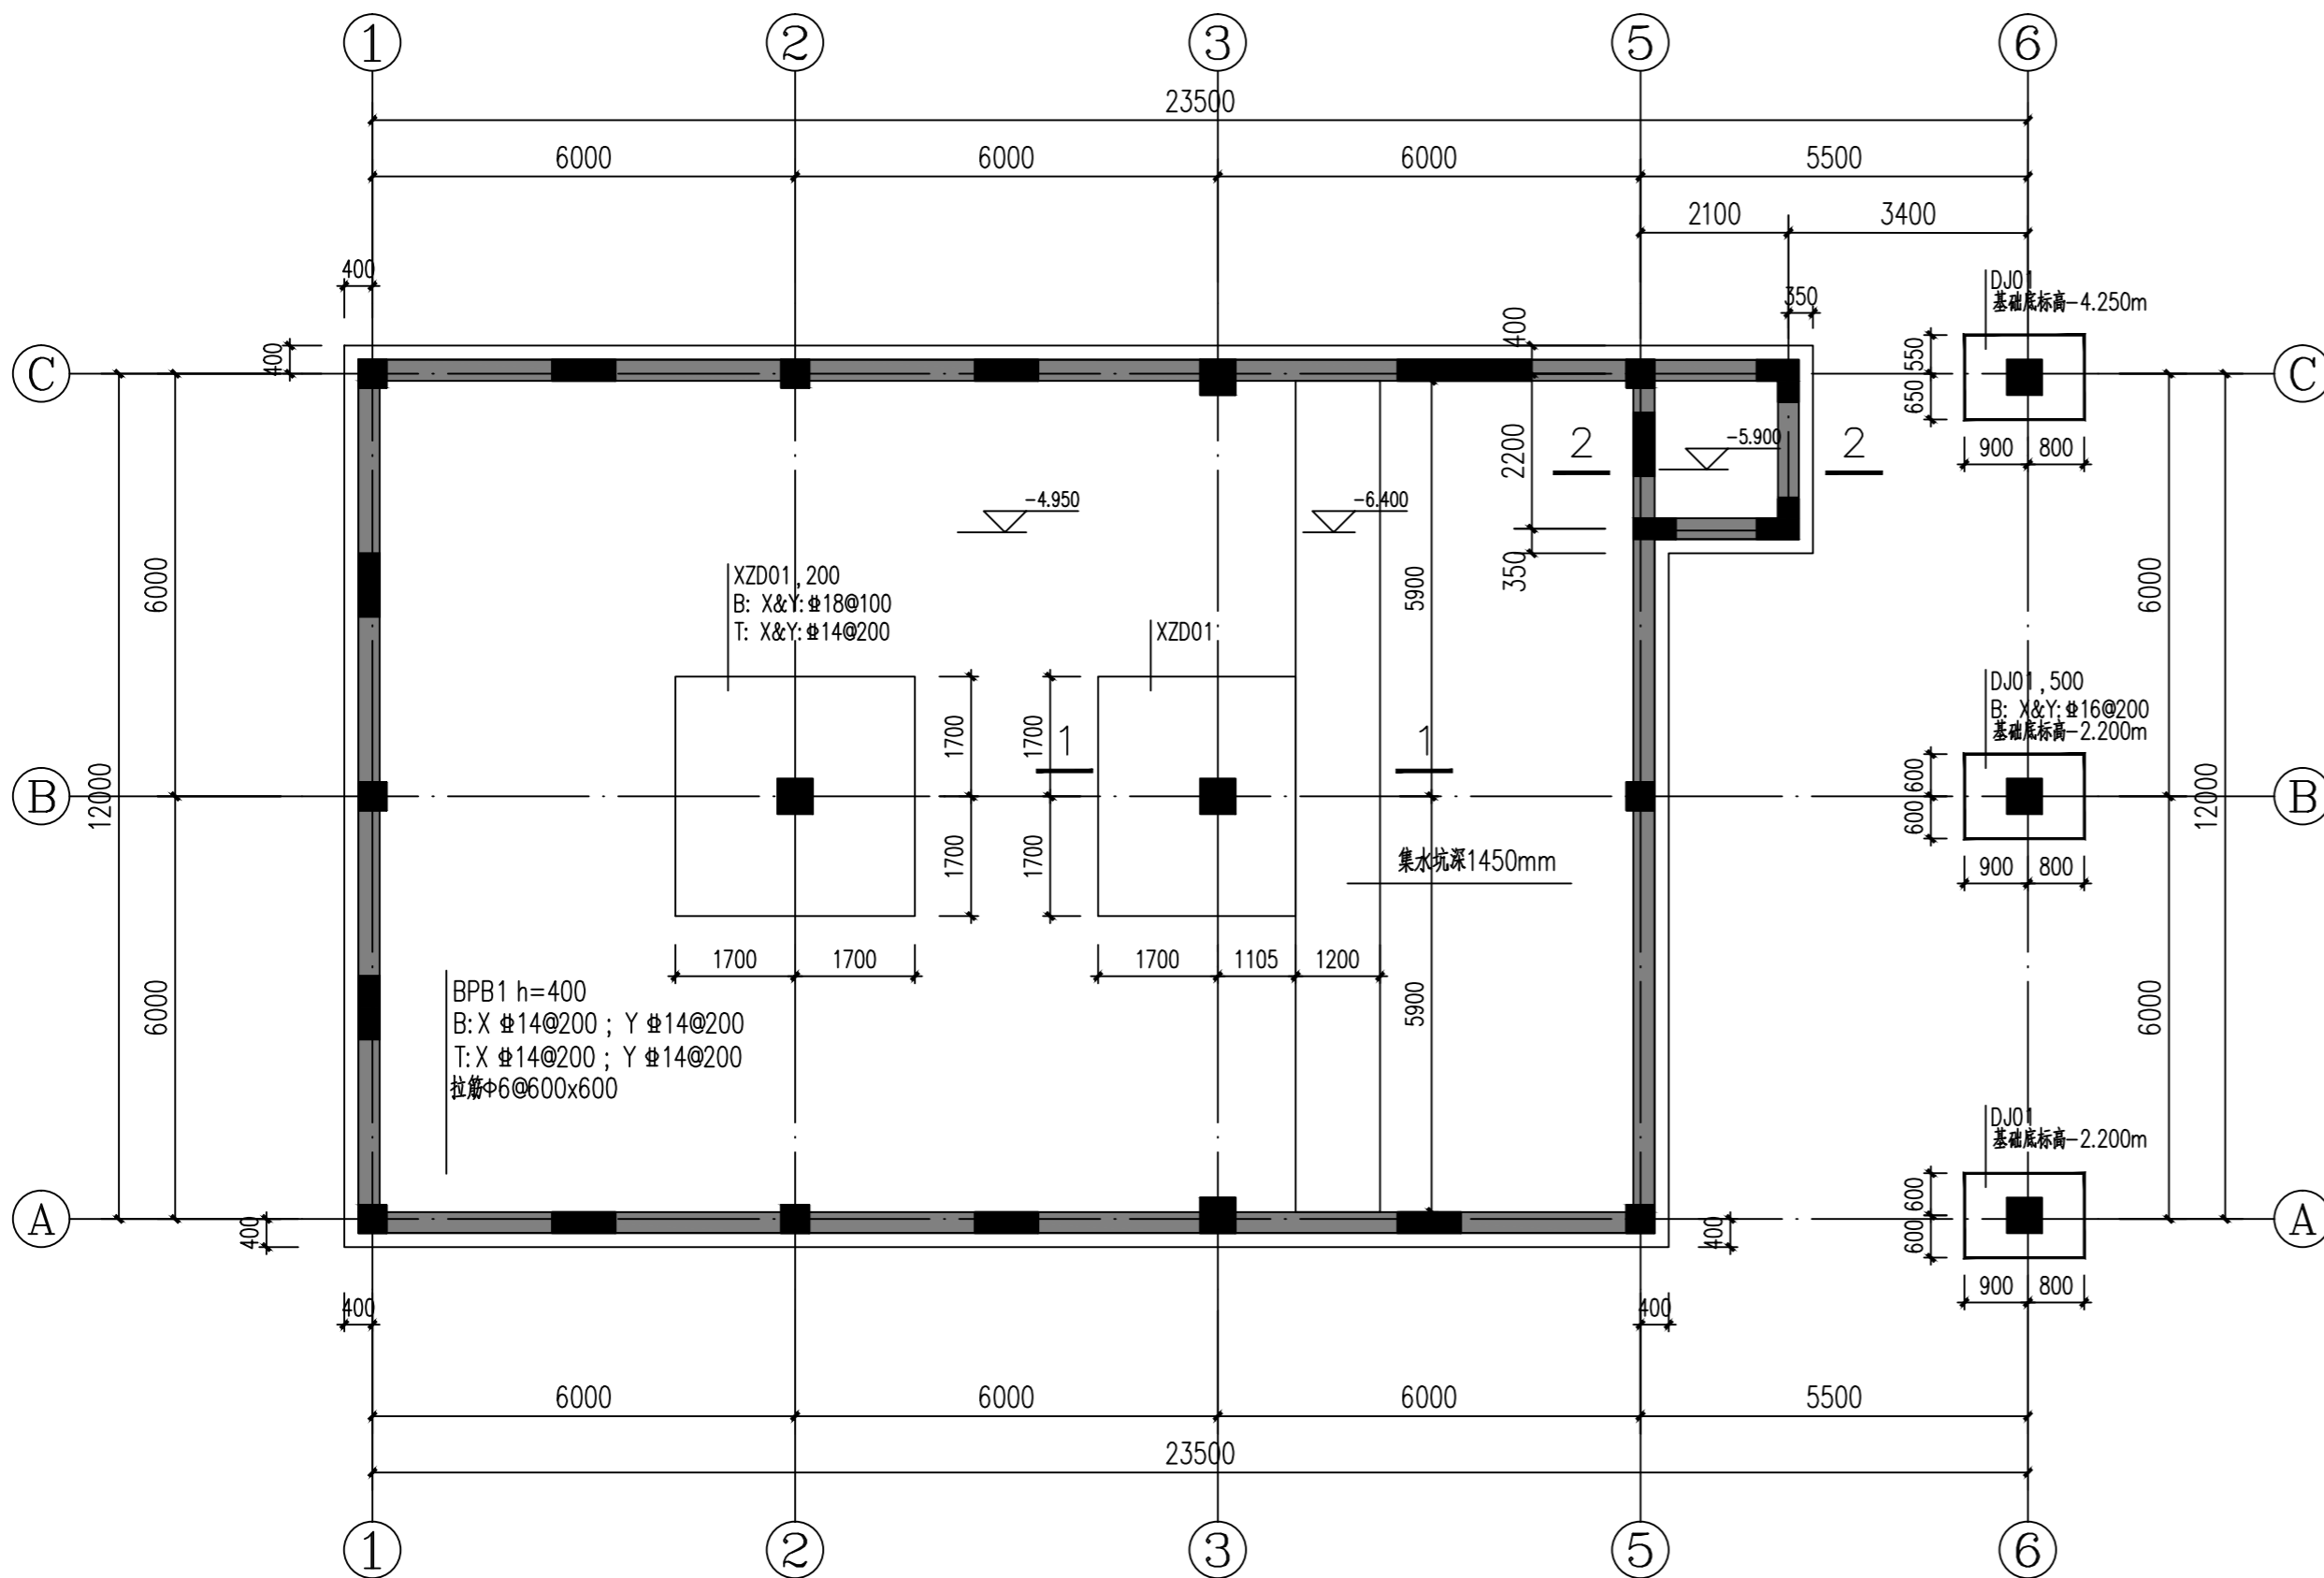 1 2 3 5 6
23500
6000 6000 6000 5500
2100 3400
400 350
DJ01
基础底标高-4.250m
400 400 550
C C
650
900 800
2 2
-5.900
2200
-4.950 -6.400
350
6000 5900 6000
XZD01,200
B: X&Y:⌀18@100
T: X&Y:⌀14@200
XZD01
DJ01,500
B: X&Y:⌀16@200
基础底标高-2.200m
1700 1700
1 1
600
B B
12000 12000
600
1700 1700
集水坑深1450mm
900 800
1700 1700 1700 1105 1200
BPB1 h=400
B:X ⌀14@200 ; Y ⌀14@200
T:X ⌀14@200 ; Y ⌀14@200
拉筋Φ6@600x600
6000 5900 6000
DJ01
基础底标高-2.200m
600
A A
400 400 600
900 800
400 400
6000 6000 6000 5500
23500
1 2 3 5 6